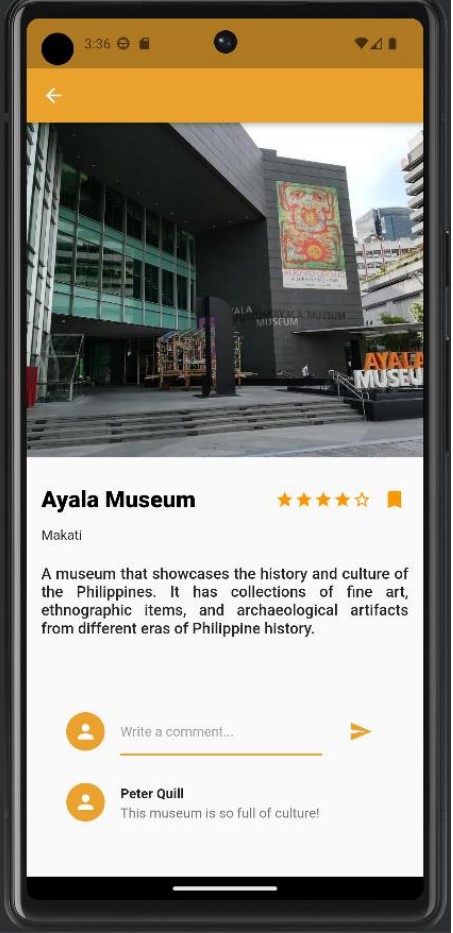 3:36
AYALA
MUSEUM
AYALA MUSEUM
AYALA
MUSEU
Ayala Museum
Makati
A museum that showcases the history and culture of
the Philippines. It has collections of fine art,
ethnographic items, and archaeological artifacts
from different eras of Philippine history.
Write a comment...
Peter Quill
This museum is so full of culture!